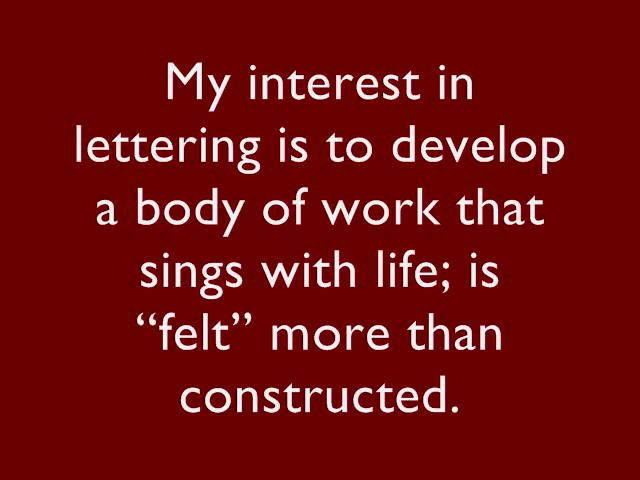 My interest in
lettering is to develop
a body of work that
sings with life; is
“felt” more than
constructed.